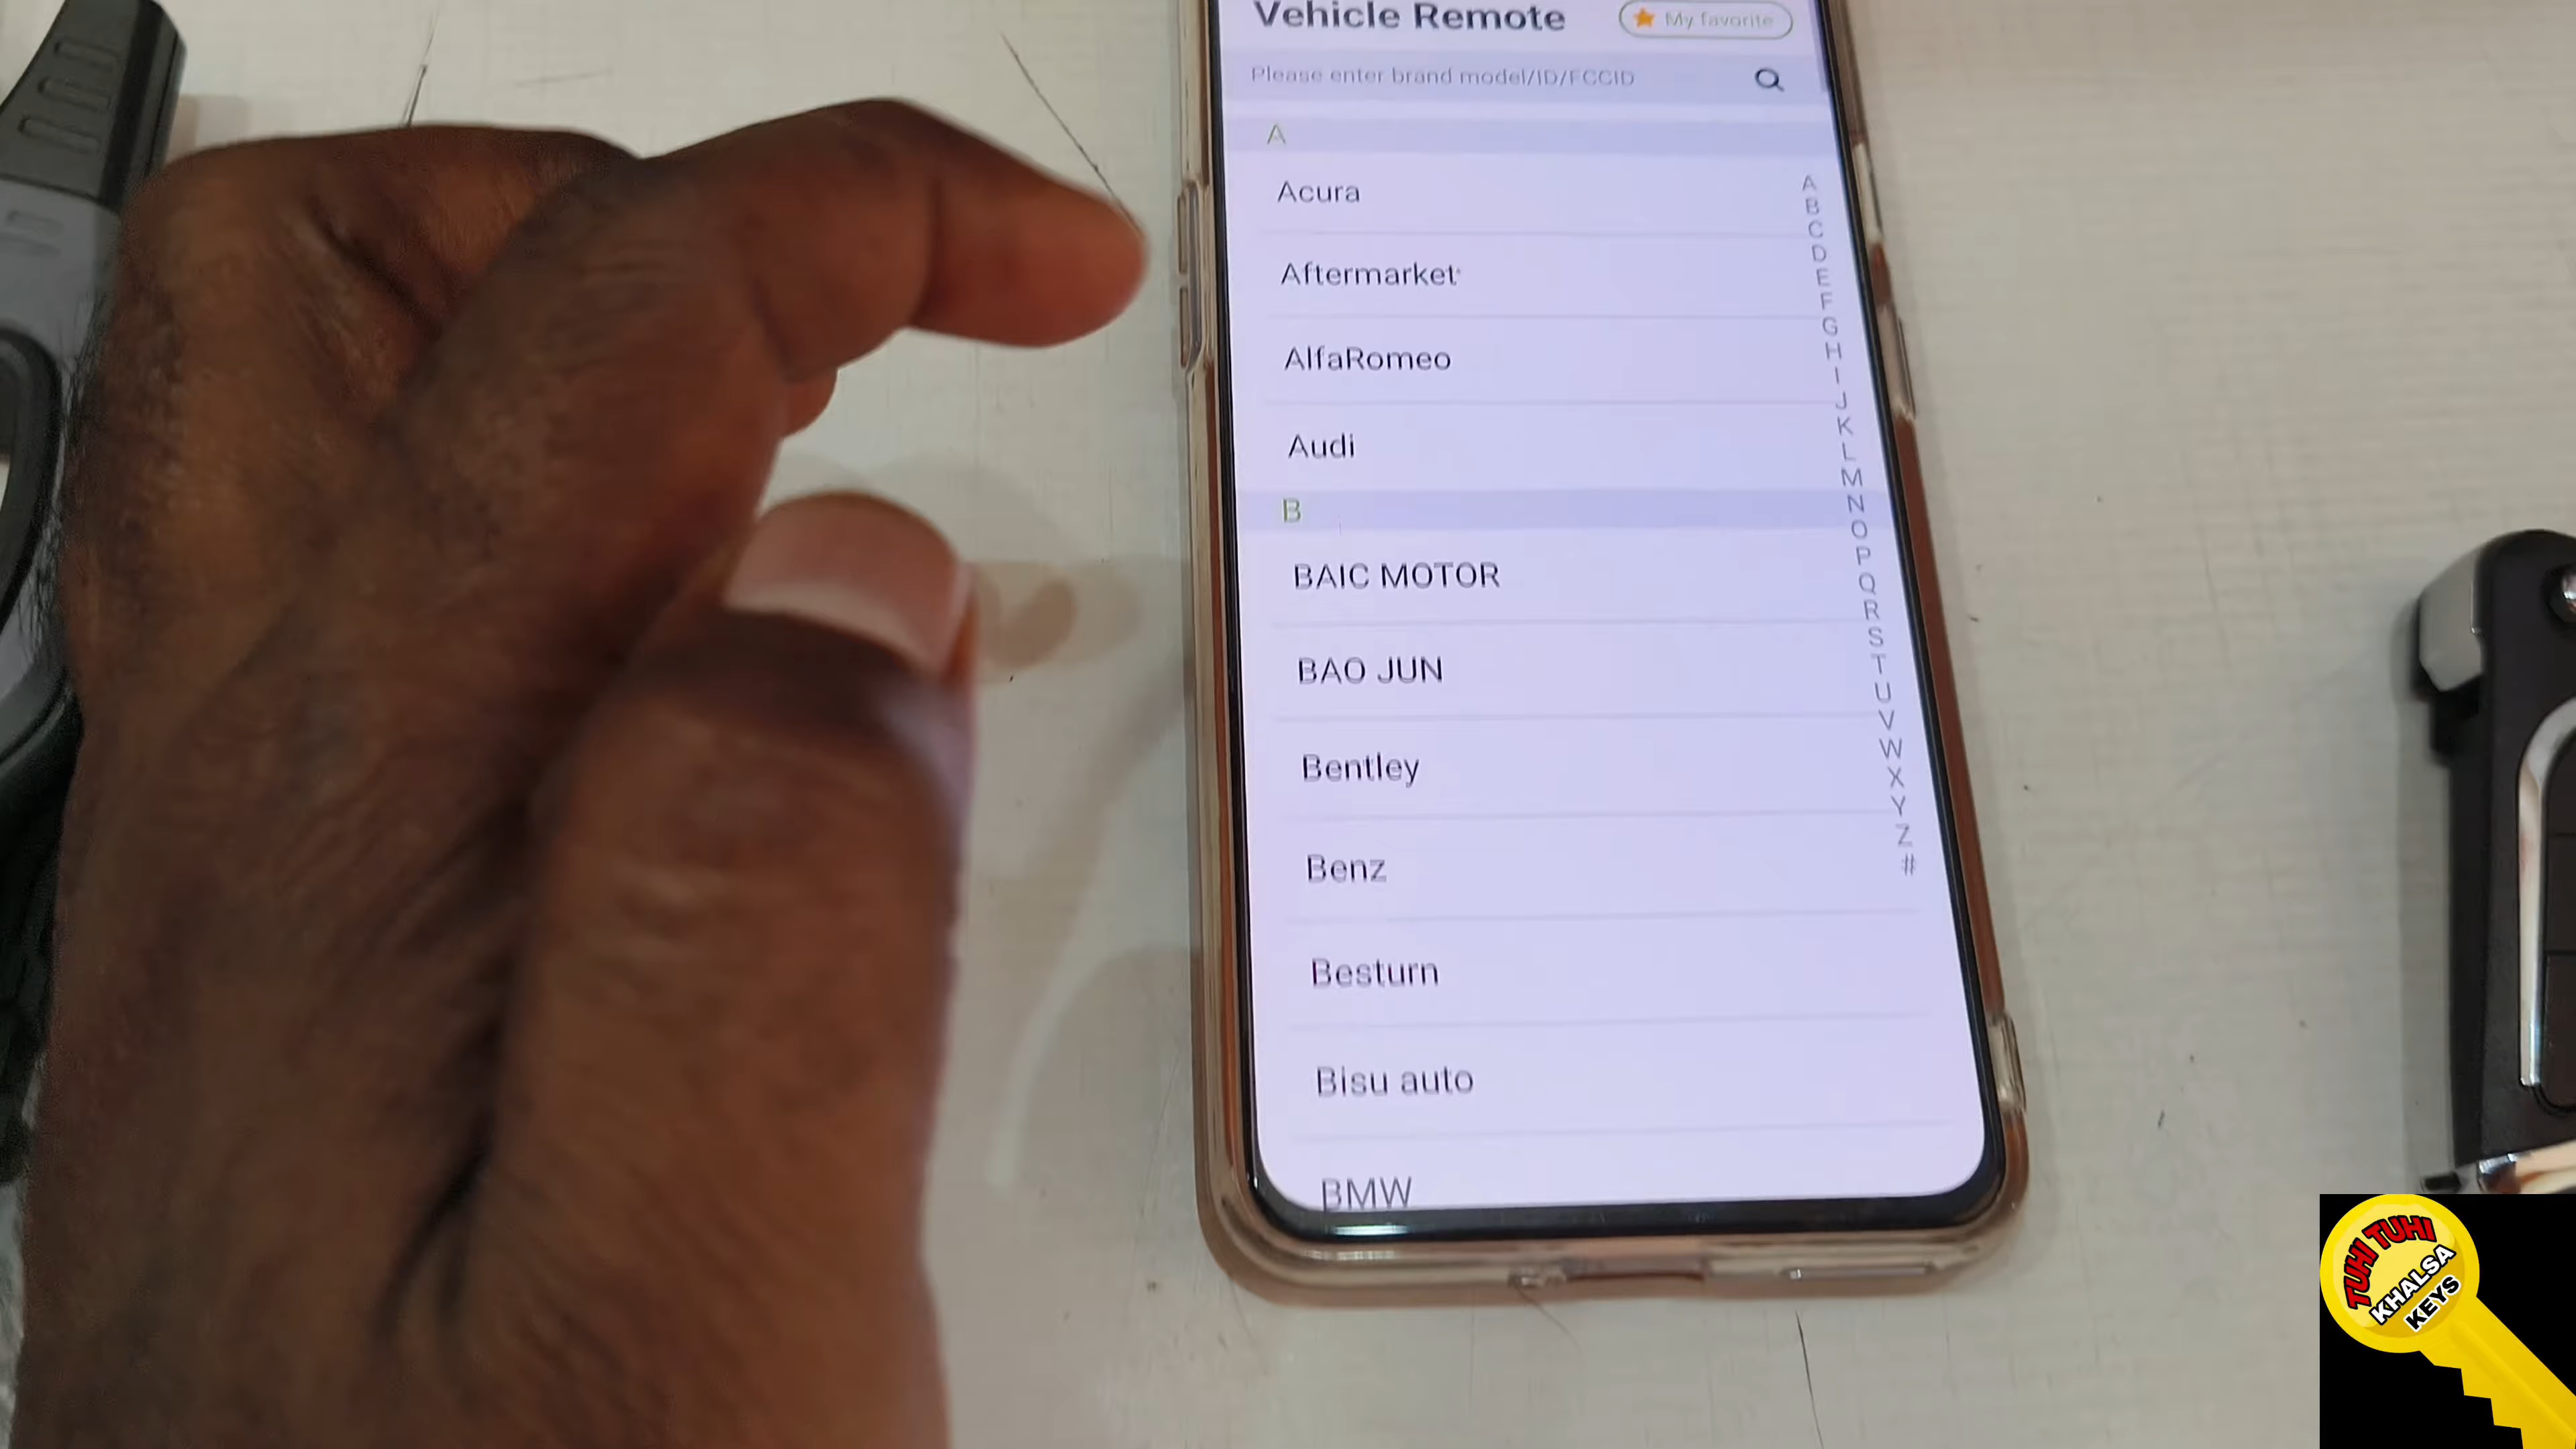 Vehicle Remote
My favorite
Please enter brand model/ID/FCCID
A
Acura
Aftermarket
AlfaRomeo
Audi
B
BAIC MOTOR
BAO JUN
Bentley
Benz
Besturn
Bisu auto
BMW
A
B
C
D
E
F
G
H
I
J
K
L
M
N
O
P
Q
R
S
T
U
V
W
X
Y
Z
#
TUHI TUHI
KHALSA
KEYS